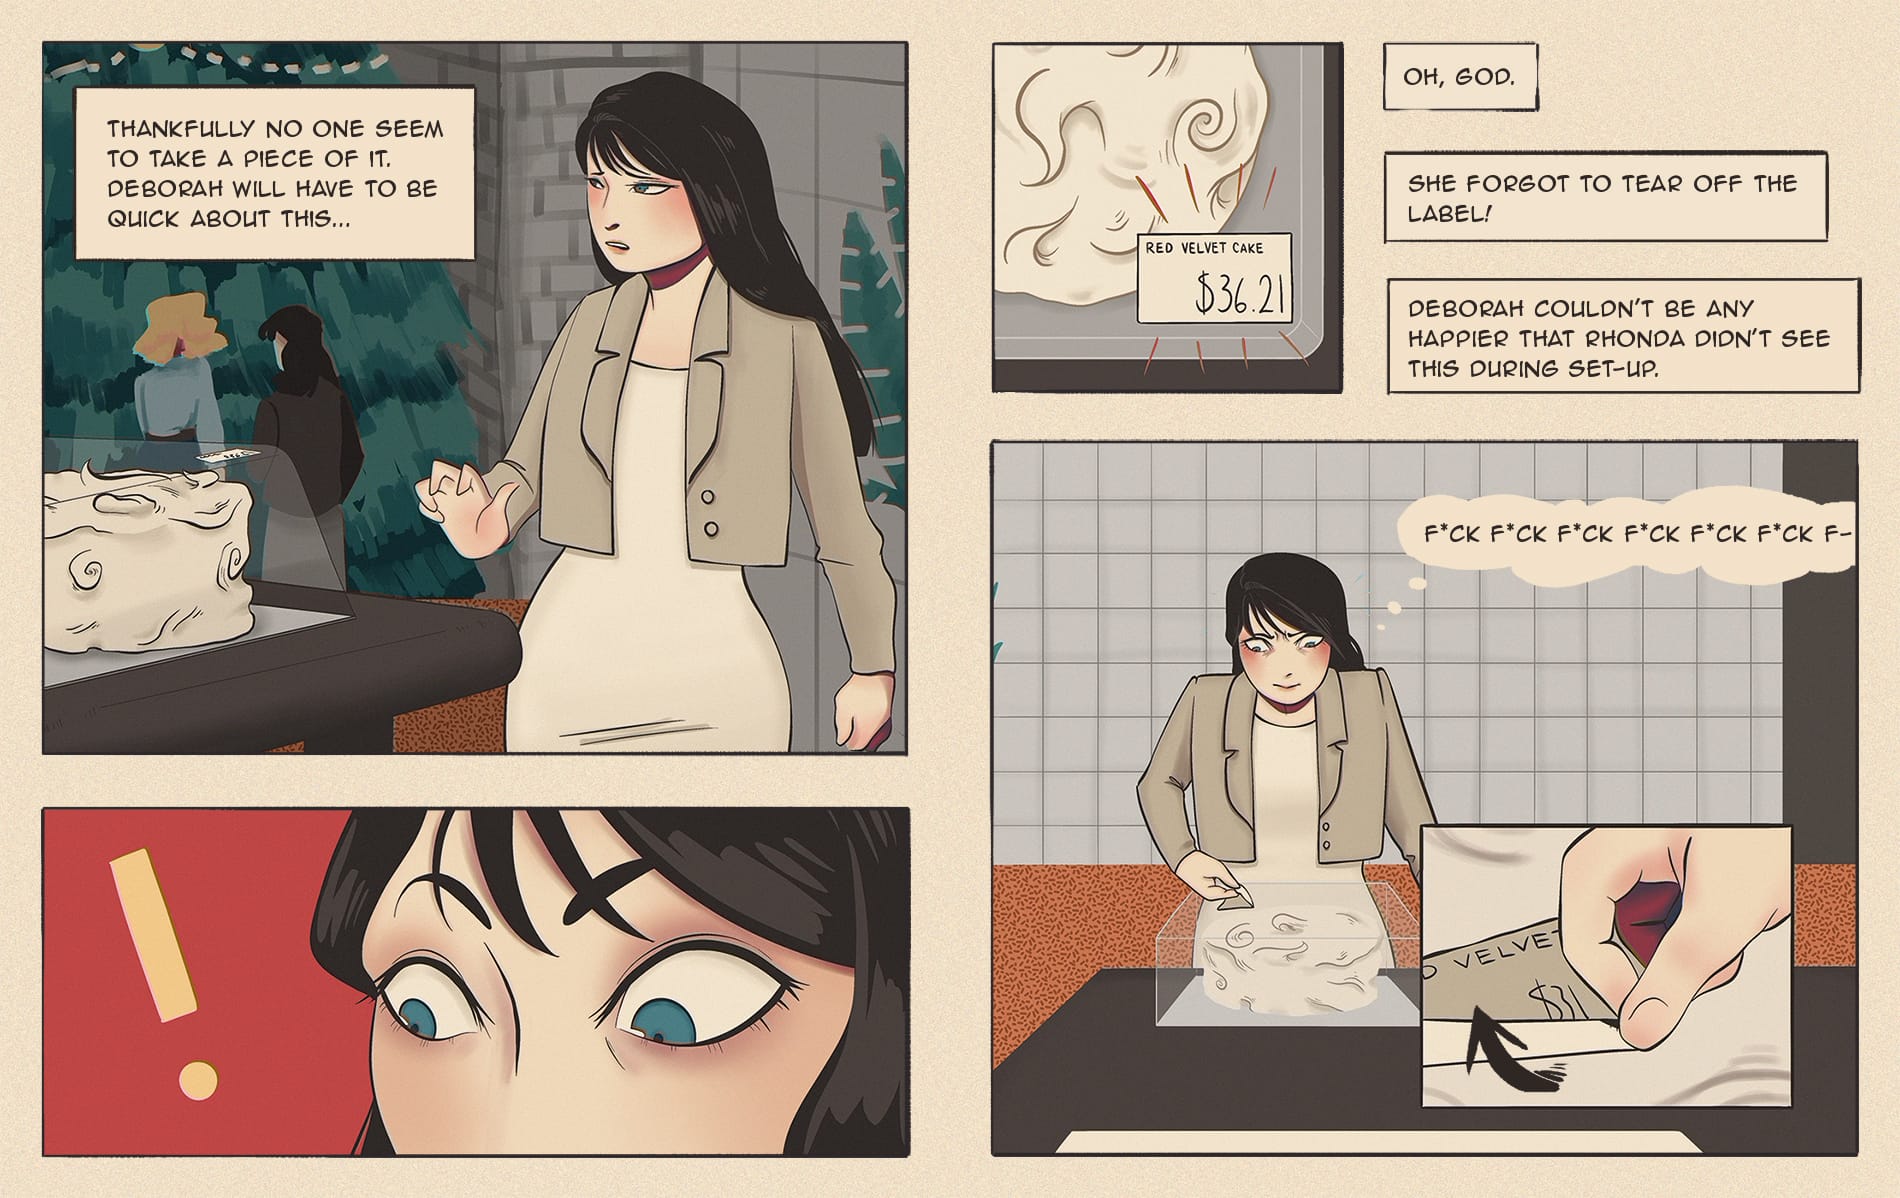 THANKFULLY NO ONE SEEM
TO TAKE A PIECE OF IT.
DEBORAH WILL HAVE TO BE
QUICK ABOUT THIS...
RED VELVET CAKE
$36.21
OH, GOD.
SHE FORGOT TO TEAR OFF THE
LABEL!
DEBORAH COULDN'T BE ANY
HAPPIER THAT RHONDA DIDN'T SEE
THIS DURING SET-UP.
F*CK F*CK F*CK F*CK F*CK F*CK F-
D VELVET
$31